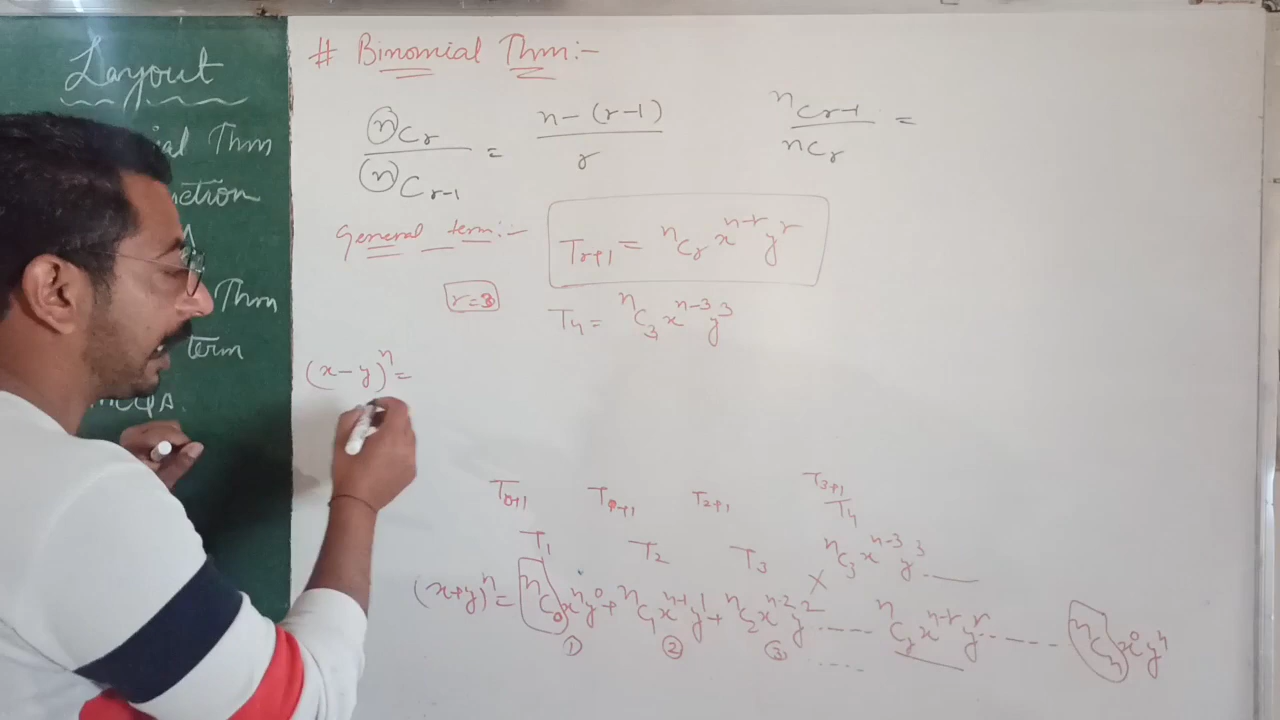 Layout
ial Thm
ction
Thm
term
MCQs.
# Binomial Thm:-
nCr / nCr-1 = n-(r-1) / r
nCr-1 / nCr =
General term:-
Tr+1 = nCr x^n-r y^r
r=3
T4 = nC3 x^n-3 y^3
(x-y)^n =
T0+1 T1+1 T2+1 T3+1
T4
T1 T2 T3 nC3 x^n-3 y^3
(x+y)^n = nC0 x^n y^0 + nC1 x^n-1 y^1 + nC2 x^n-2 y^2 ..... nCr x^n-r y^r ..... nCn x^0 y^n
① ② ③ .....